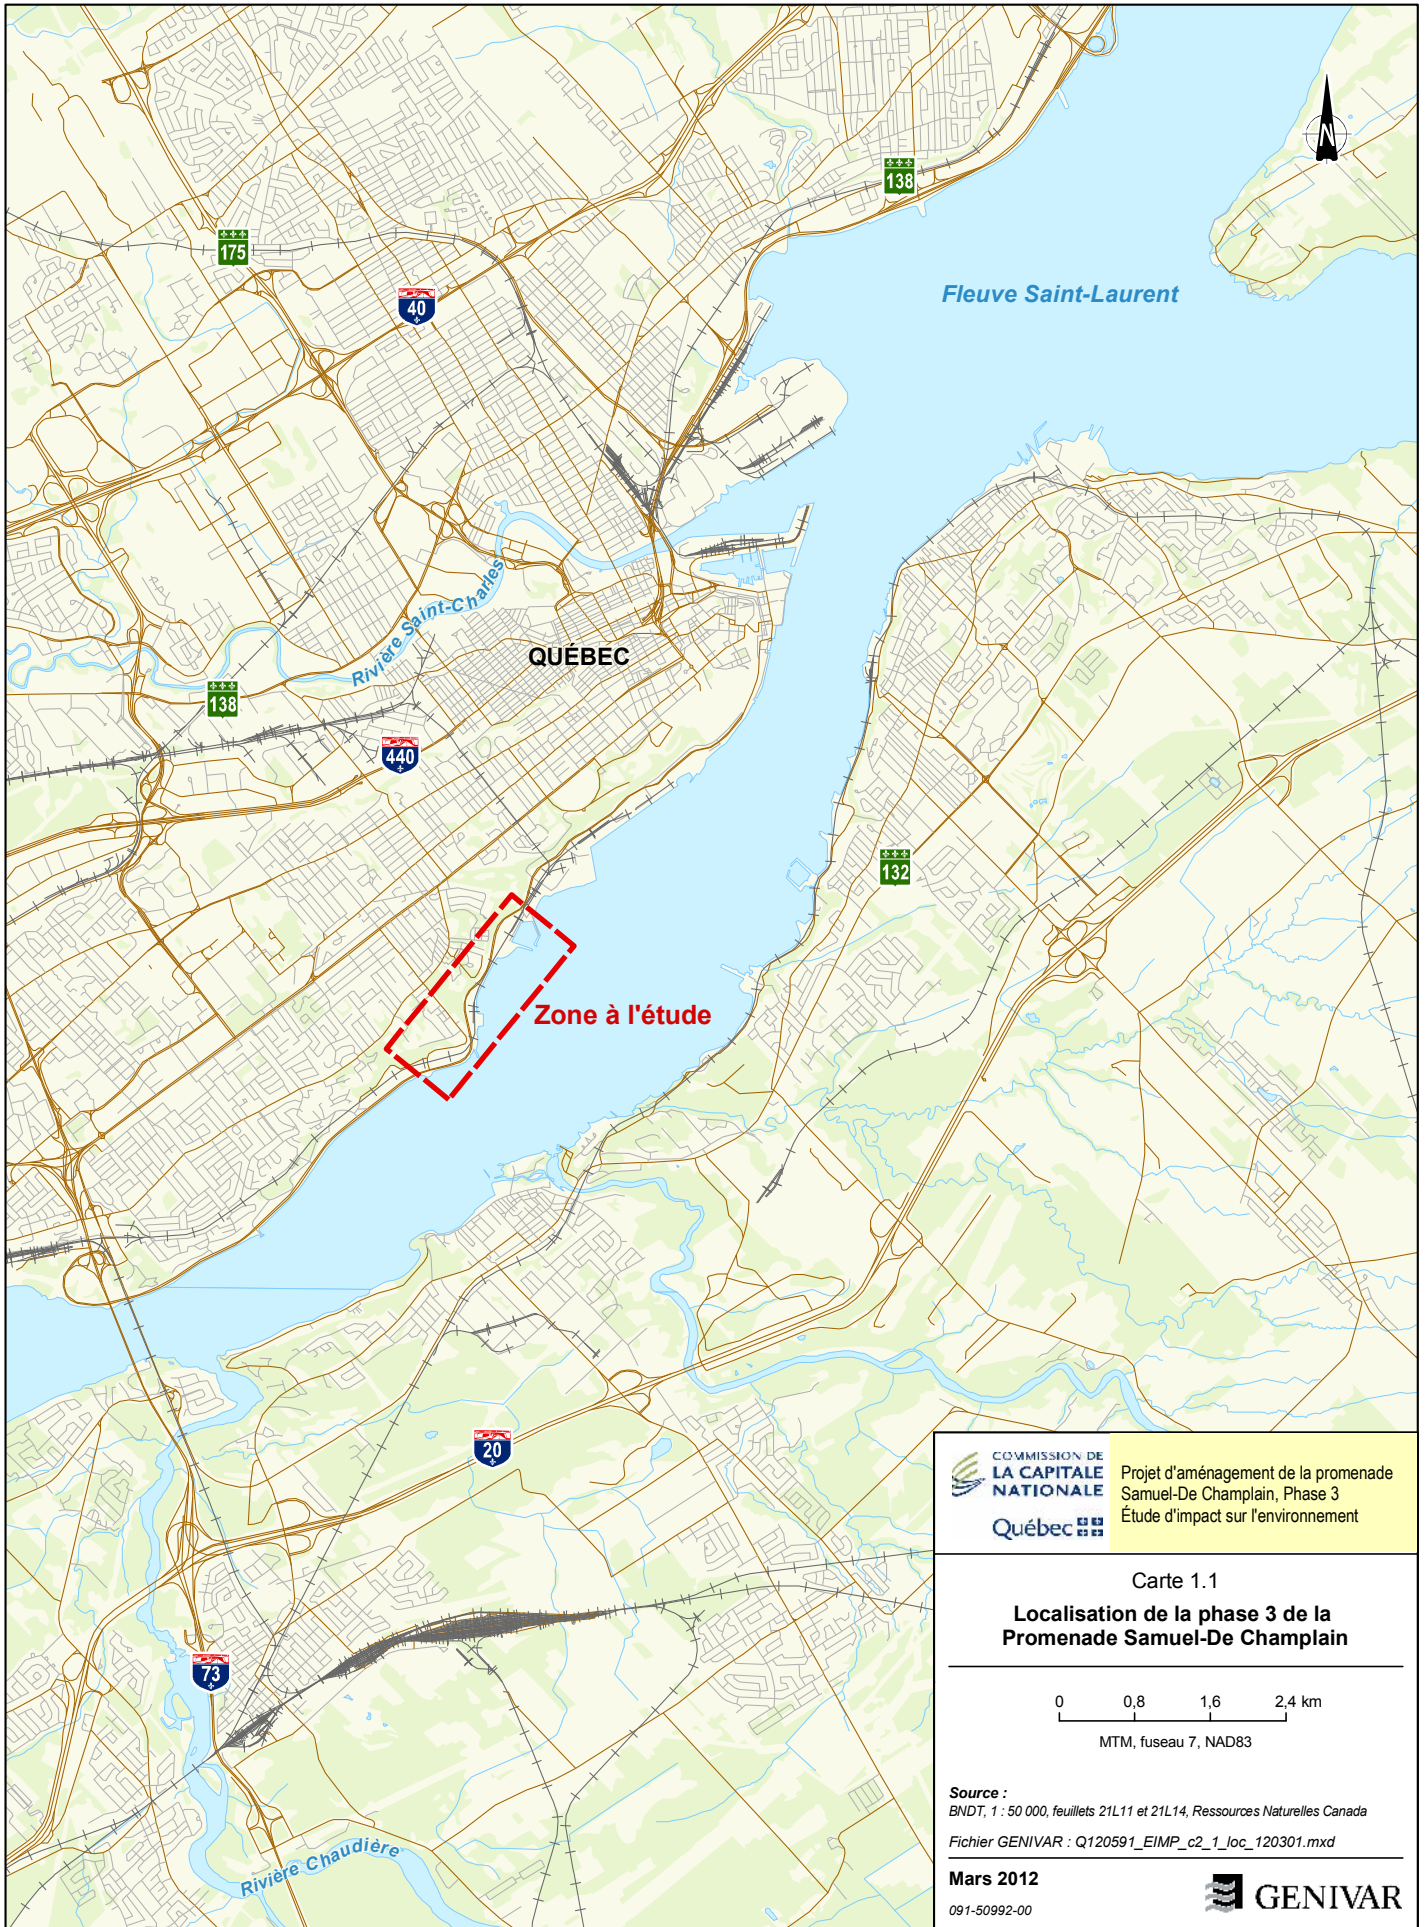 N
138
175
40
Fleuve Saint-Laurent
Rivière Saint-Charles
QUÉBEC
138
440
132
Zone à l'étude
20
73
Rivière Chaudière
COMMISSION DE
LA CAPITALE
NATIONALE
Québec
Projet d'aménagement de la promenade
Samuel-De Champlain, Phase 3
Étude d'impact sur l'environnement
Carte 1.1
Localisation de la phase 3 de la
Promenade Samuel-De Champlain
0 0,8 1,6 2,4 km
MTM, fuseau 7, NAD83
Source :
BNDT, 1 : 50 000, feuillets 21L11 et 21L14, Ressources Naturelles Canada
Fichier GENIVAR : Q120591_EIMP_c2_1_loc_120301.mxd
Mars 2012
091-50992-00
GENIVAR